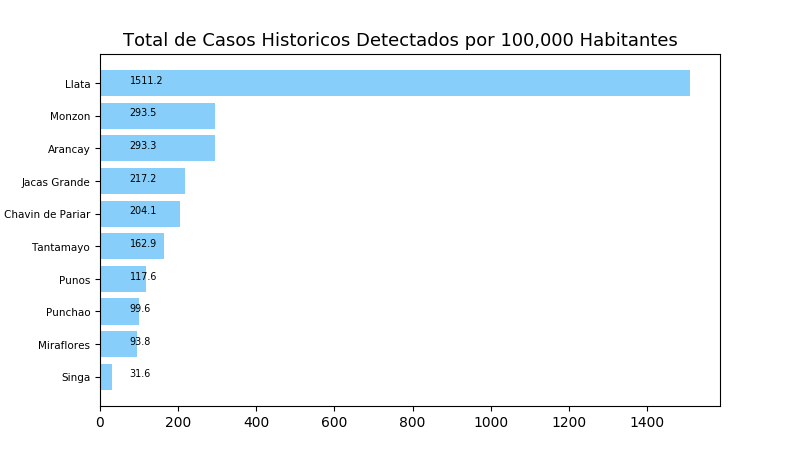 Total de Casos Historicos Detectados por 100,000 Habitantes
Llata 1511.2
Monzon 293.5
Arancay 293.3
Jacas Grande 217.2
Chavin de Pariar 204.1
Tantamayo 162.9
Punos 117.6
Punchao 99.6
Miraflores 93.8
Singa 31.6
0 200 400 600 800 1000 1200 1400